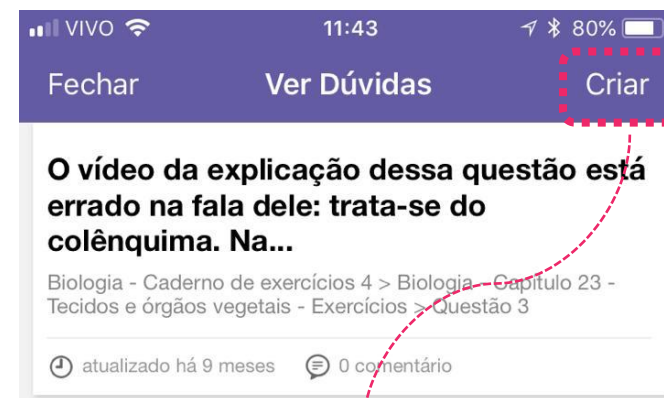 VIVO 11:43 80%
Fechar Ver Dúvidas Criar
O vídeo da explicação dessa questão está
errado na fala dele: trata-se do
colênquima. Na...
Biologia - Caderno de exercícios 4 > Biologia - Capítulo 23 -
Tecidos e órgãos vegetais - Exercícios > Questão 3
atualizado há 9 meses 0 comentário